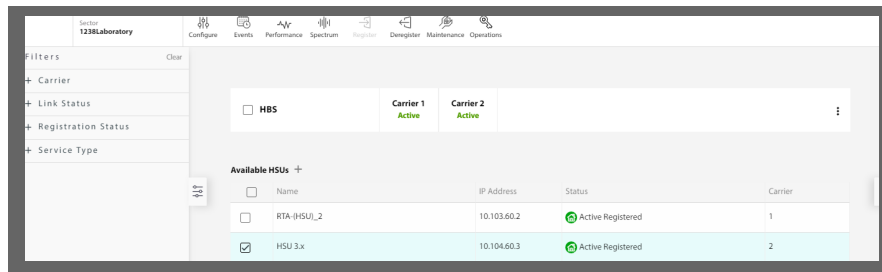 Sector
1238Laboratory
Configure Events Performance Spectrum Register Deregister Maintenance Operations
Filters Clear
+ Carrier
+ Link Status
+ Registration Status
+ Service Type
HBS Carrier 1 Carrier 2
Active Active
Available HSUs +
Name IP Address Status Carrier
RTA-(HSU)_2 10.103.60.2 Active Registered 1
HSU 3.x 10.104.60.3 Active Registered 2